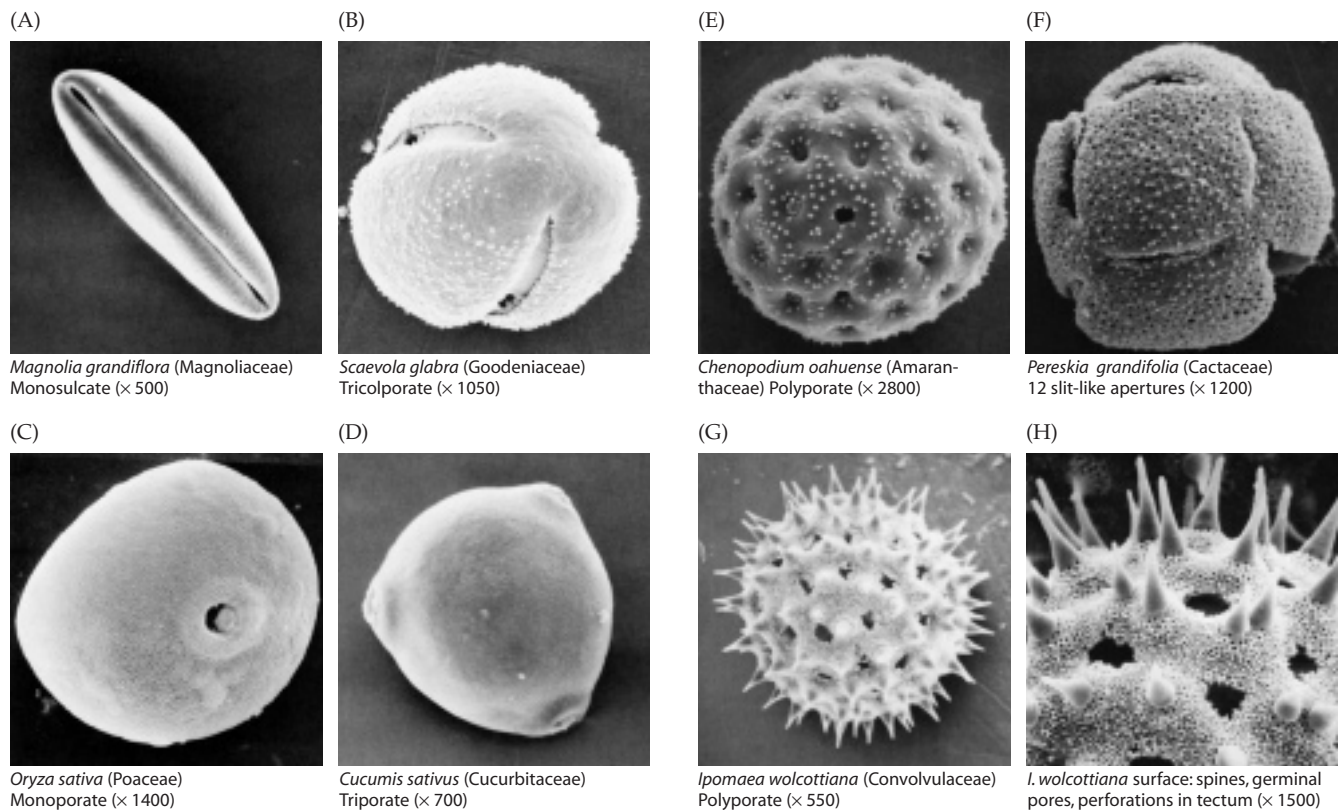 (A)
Magnolia grandiflora (Magnoliaceae)
Monosulcate (× 500)
(B)
Scaevola glabra (Goodeniaceae)
Tricolporate (× 1050)
(C)
Oryza sativa (Poaceae)
Monoporate (× 1400)
(D)
Cucumis sativus (Cucurbitaceae)
Triporate (× 700)
(E)
Chenopodium oahuense (Amaran-
thaceae) Polyporate (× 2800)
(F)
Pereskia grandifolia (Cactaceae)
12 slit-like apertures (× 1200)
(G)
Ipomaea wolcottiana (Convolvulaceae)
Polyporate (× 550)
(H)
I. wolcottiana surface: spines, germinal
pores, perforations in tectum (× 1500)